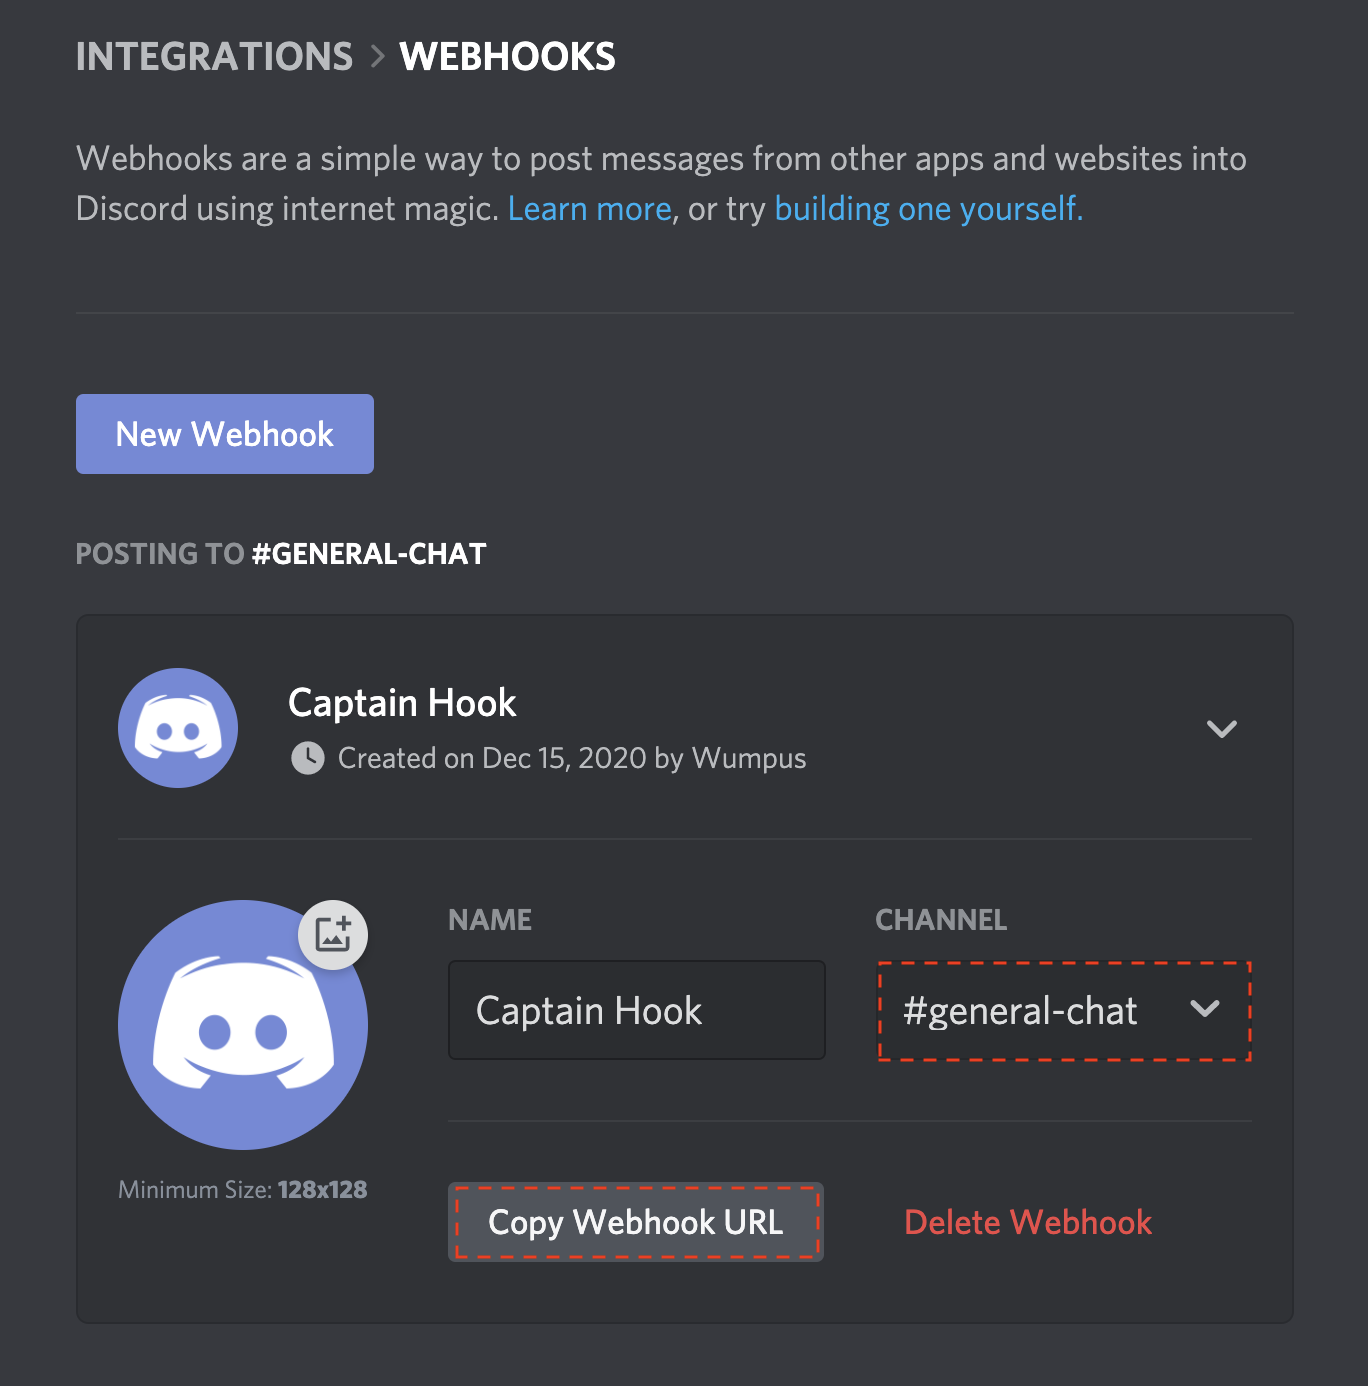 INTEGRATIONS > WEBHOOKS
Webhooks are a simple way to post messages from other apps and websites into
Discord using internet magic. Learn more, or try building one yourself.
New Webhook
POSTING TO #GENERAL-CHAT
Captain Hook
Created on Dec 15, 2020 by Wumpus
NAME
CHANNEL
Captain Hook
#general-chat
Minimum Size: 128x128
Copy Webhook URL
Delete Webhook